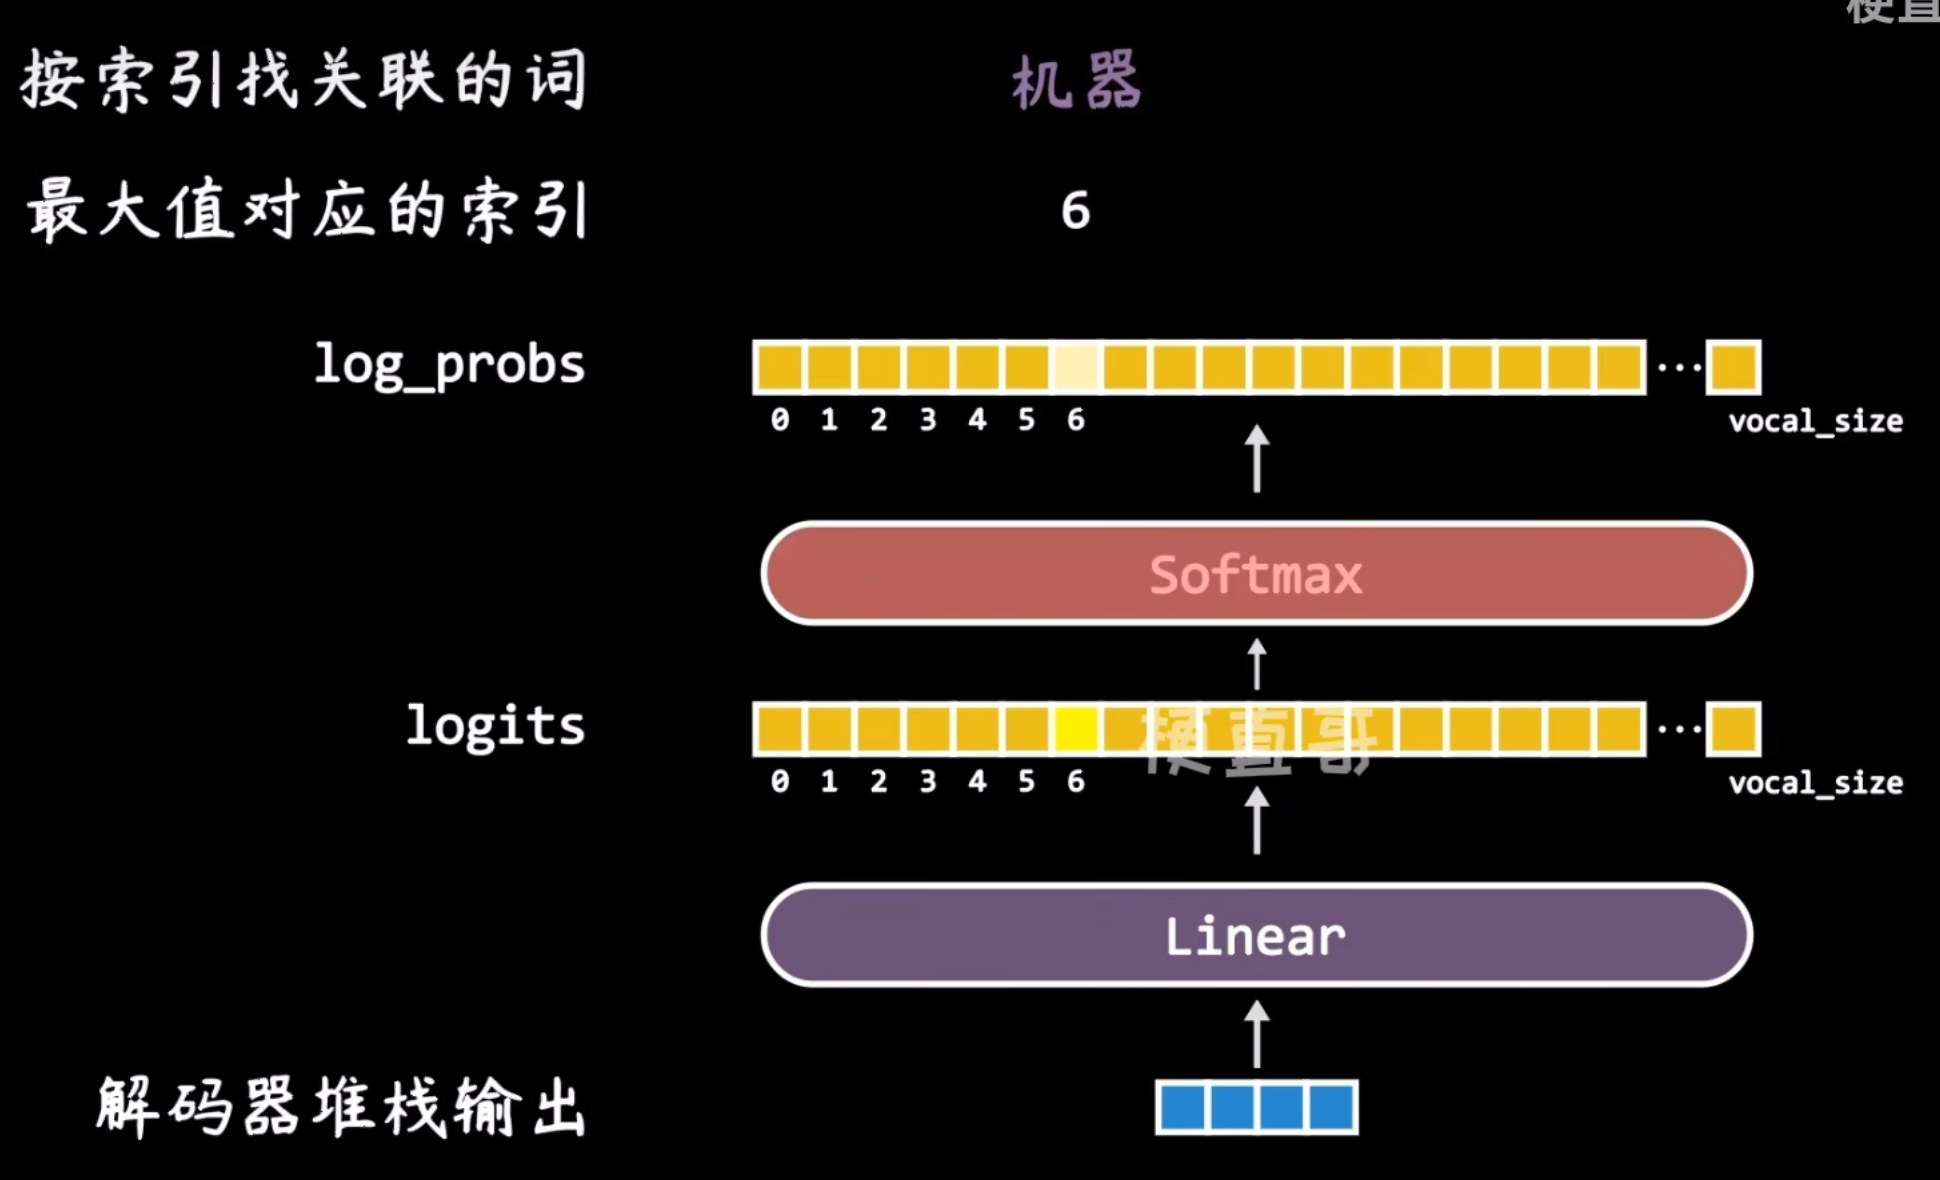 梗直
按索引找关联的词 机器
最大值对应的索引 6
log_probs
0 1 2 3 4 5 6 ... vocal_size
Softmax
logits
梗直哥
0 1 2 3 4 5 6 ... vocal_size
Linear
解码器堆栈输出